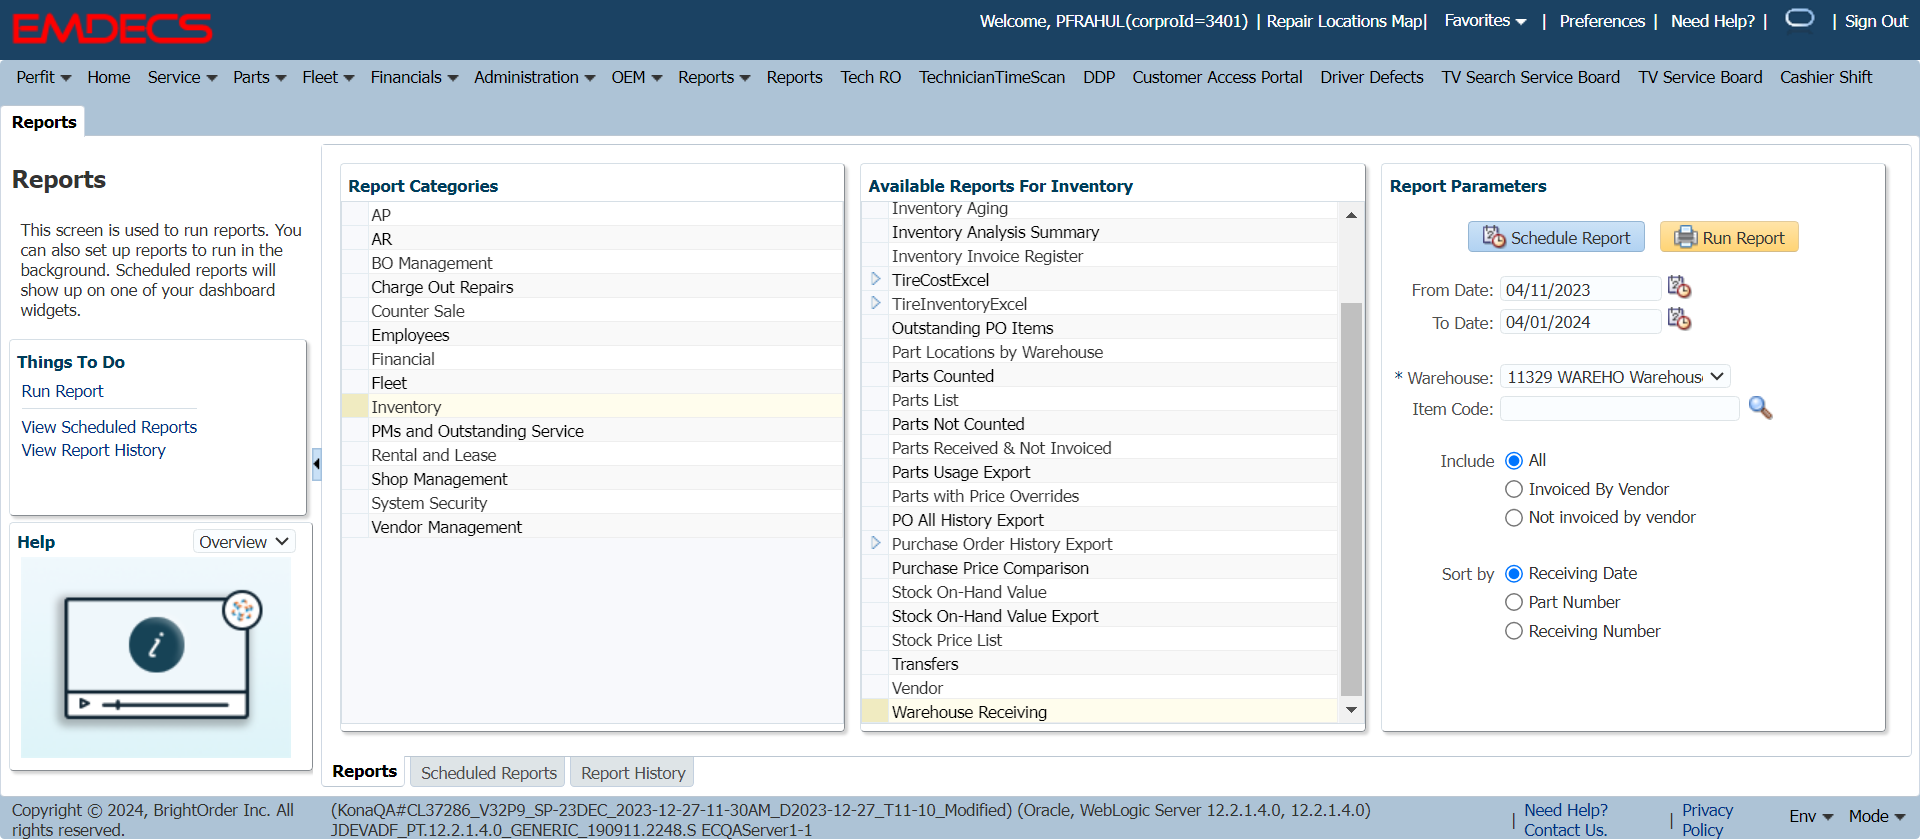 EMDECS
Welcome, PFRAHUL(corproId=3401) | Repair Locations Map| Favorites | Preferences | Need Help? | | Sign Out
Perfit Home Service Parts Fleet Financials Administration OEM Reports Reports Tech RO TechnicianTimeScan DDP Customer Access Portal Driver Defects TV Search Service Board TV Service Board Cashier Shift
Reports
Reports
This screen is used to run reports. You
can also set up reports to run in the
background. Scheduled reports will
show up on one of your dashboard
widgets.
Things To Do
Run Report
View Scheduled Reports
View Report History
Help
Overview
i
Report Categories
AP
AR
BO Management
Charge Out Repairs
Counter Sale
Employees
Financial
Fleet
Inventory
PMs and Outstanding Service
Rental and Lease
Shop Management
System Security
Vendor Management
Available Reports For Inventory
Inventory Aging
Inventory Analysis Summary
Inventory Invoice Register
TireCostExcel
TireInventoryExcel
Outstanding PO Items
Part Locations by Warehouse
Parts Counted
Parts List
Parts Not Counted
Parts Received & Not Invoiced
Parts Usage Export
Parts with Price Overrides
PO All History Export
Purchase Order History Export
Purchase Price Comparison
Stock On-Hand Value
Stock On-Hand Value Export
Stock Price List
Transfers
Vendor
Warehouse Receiving
Report Parameters
Schedule Report
Run Report
From Date: 04/11/2023
To Date: 04/01/2024
* Warehouse: 11329 WAREHO Warehous
Item Code:
Include All
Invoiced By Vendor
Not invoiced by vendor
Sort by Receiving Date
Part Number
Receiving Number
Reports Scheduled Reports Report History
Copyright © 2024, BrightOrder Inc. All
rights reserved.
(KonaQA#CL37286_V32P9_SP-23DEC_2023-12-27-11-30AM_D2023-12-27_T11-10_Modified) (Oracle, WebLogic Server 12.2.1.4.0, 12.2.1.4.0)
JDEVADF_PT.12.2.1.4.0_GENERIC_190911.2248.S ECQAServer1-1
| Need Help?
Contact Us.
| Privacy
Policy
Env Mode